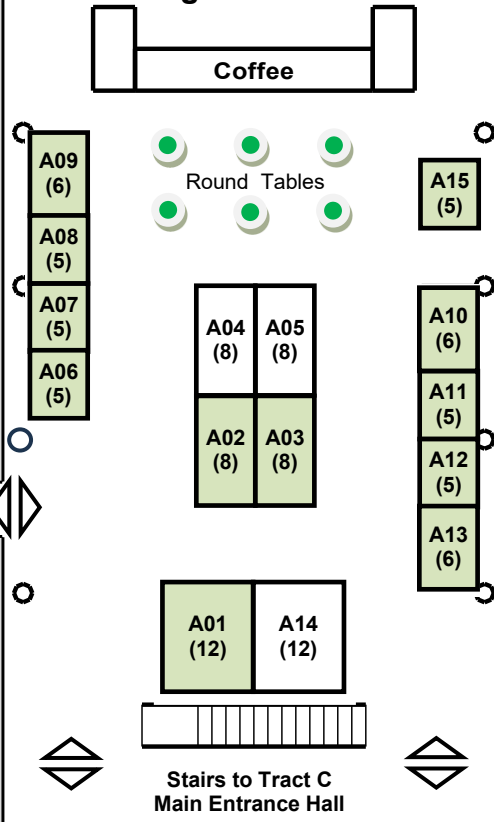 Coffee
A09
(6)
A08
(5)
A07
(5)
A06
(5)
Round Tables
A15
(5)
A04
(8)
A05
(8)
A02
(8)
A03
(8)
A10
(6)
A11
(5)
A12
(5)
A13
(6)
A01
(12)
A14
(12)
Stairs to Tract C
Main Entrance Hall